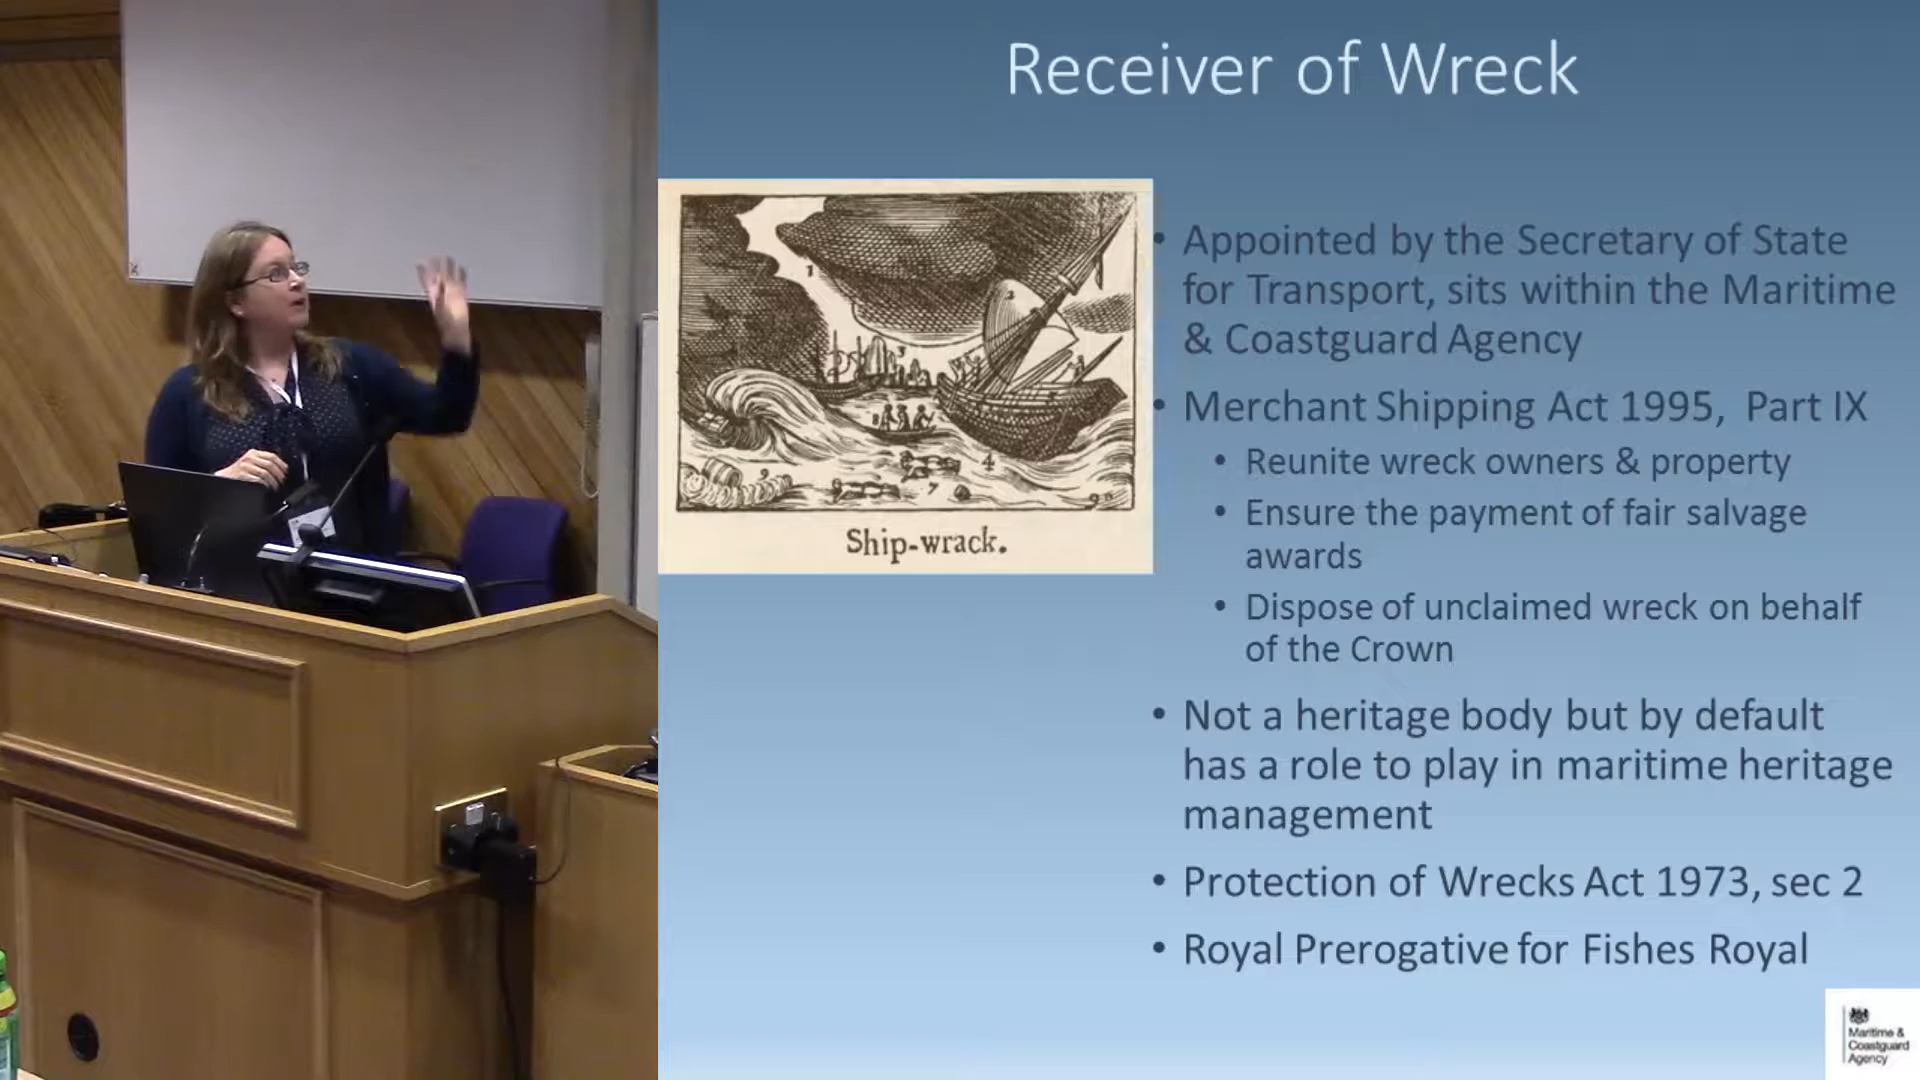 Receiver of Wreck
Ship-wrack.
• Appointed by the Secretary of State
for Transport, sits within the Maritime
& Coastguard Agency
• Merchant Shipping Act 1995, Part IX
• Reunite wreck owners & property
• Ensure the payment of fair salvage
awards
• Dispose of unclaimed wreck on behalf
of the Crown
• Not a heritage body but by default
has a role to play in maritime heritage
management
• Protection of Wrecks Act 1973, sec 2
• Royal Prerogative for Fishes Royal
Maritime &
Coastguard
Agency